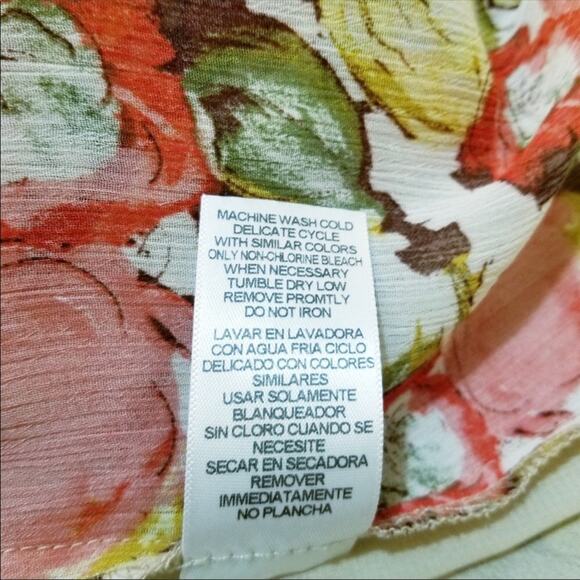 MACHINE WASH COLD
DELICATE CYCLE
WITH SIMILAR COLORS
ONLY NON-CHLORINE BLEACH
WHEN NECESSARY
TUMBLE DRY LOW
REMOVE PROMTLY
DO NOT IRON
LAVAR EN LAVADORA
CON AGUA FRIA CICLO
DELICADO CON COLORES
SIMILARES
USAR SOLAMENTE
BLANQUEADOR
SIN CLORO CUANDO SE
NECESITE
SECAR EN SECADORA
REMOVER
IMMEDIATAMENTE
NO PLANCHA